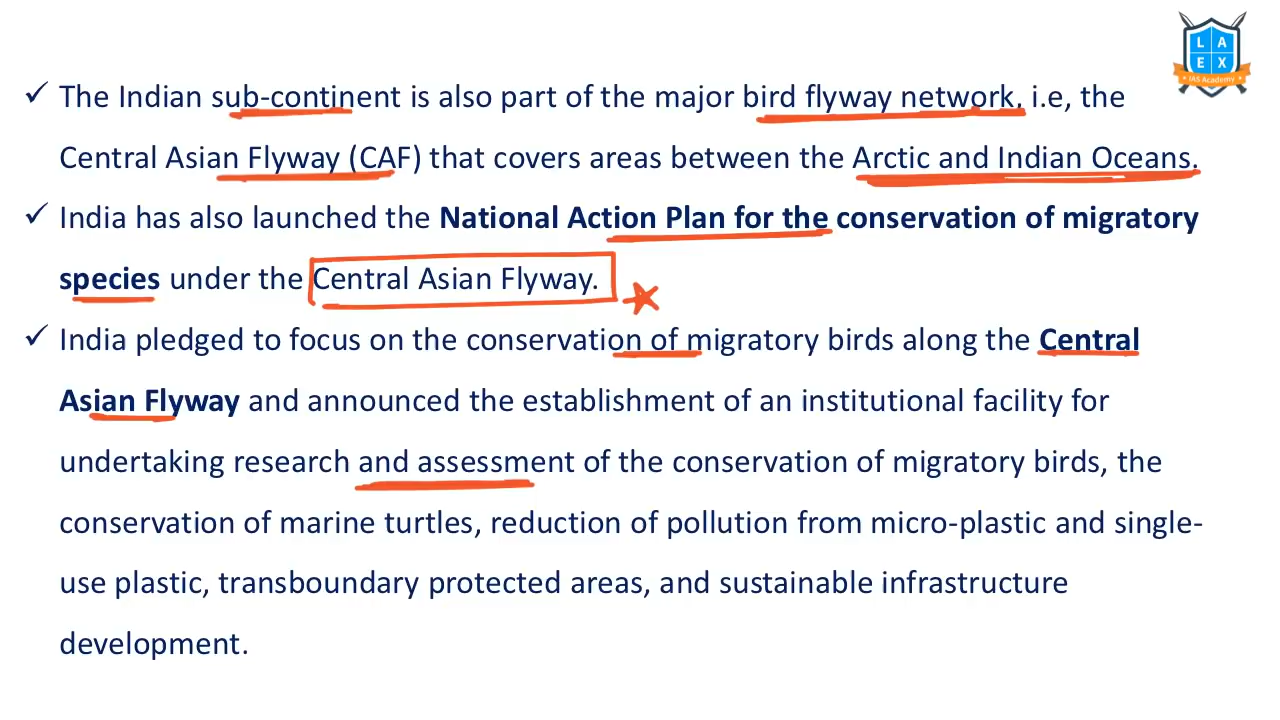 L A
E X
IAS Academy
✓ The Indian sub-continent is also part of the major bird flyway network, i.e, the
Central Asian Flyway (CAF) that covers areas between the Arctic and Indian Oceans.
✓ India has also launched the National Action Plan for the conservation of migratory
species under the Central Asian Flyway.
✓ India pledged to focus on the conservation of migratory birds along the Central
Asian Flyway and announced the establishment of an institutional facility for
undertaking research and assessment of the conservation of migratory birds, the
conservation of marine turtles, reduction of pollution from micro-plastic and single-
use plastic, transboundary protected areas, and sustainable infrastructure
development.